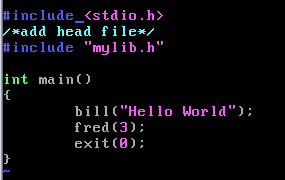 #include <stdio.h>
/*add head file*/
#include "mylib.h"
int main()
{
bill("Hello World");
fred(3);
exit(0);
}
~